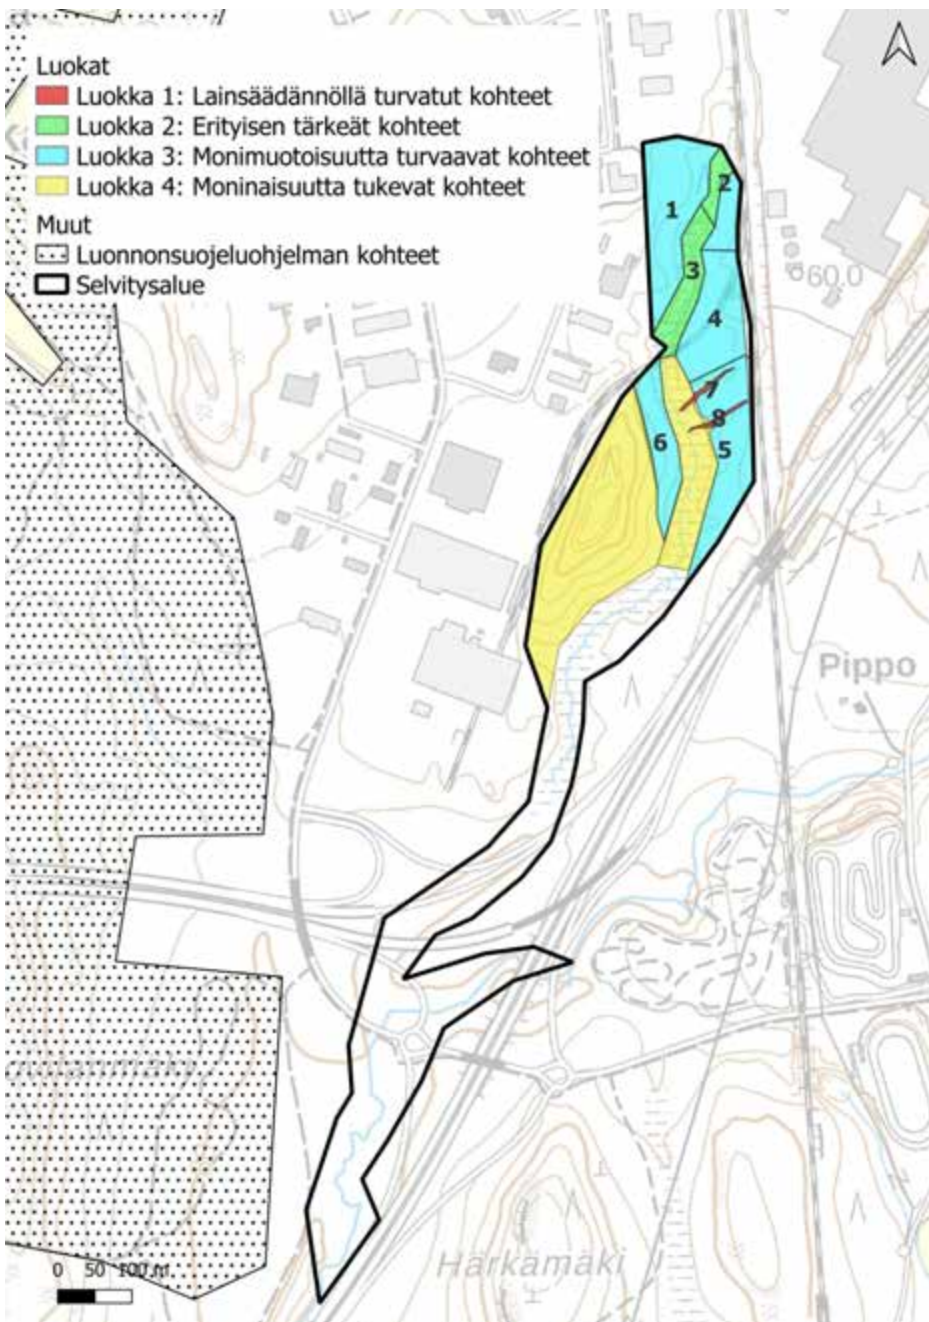 Luokat
Luokka 1: Lainsäädännöllä turvatut kohteet
Luokka 2: Erityisen tärkeät kohteet
Luokka 3: Monimuotoisuutta turvaavat kohteet
Luokka 4: Moninaisuutta tukevat kohteet
Muut
Luonnonsuojeluohjelman kohteet
Selvitysalue
1
2
3
60.0
4
7
8
6
5
Pippo
Härkämäki
0 50 100 m